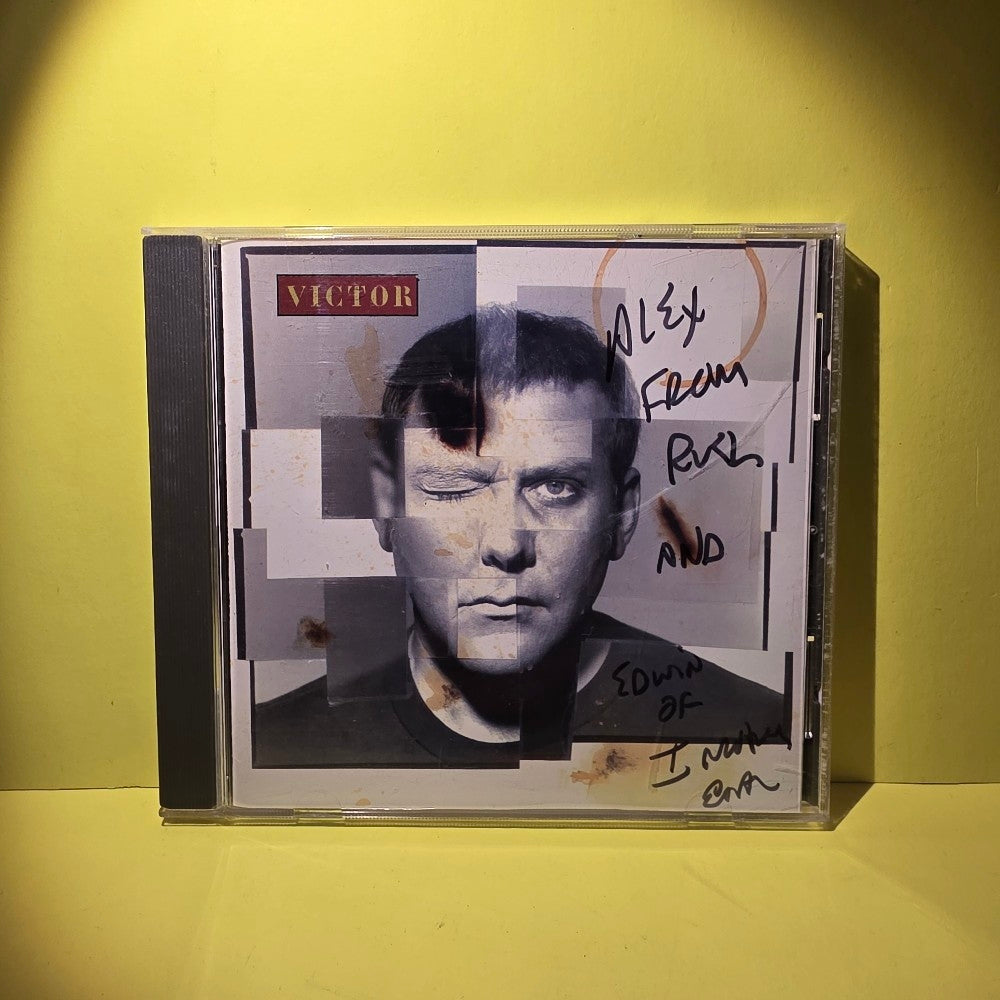 VICTOR
ALEX
FROM
RUSH
AND
EDWIN
OF
I MOTHER
EARTH